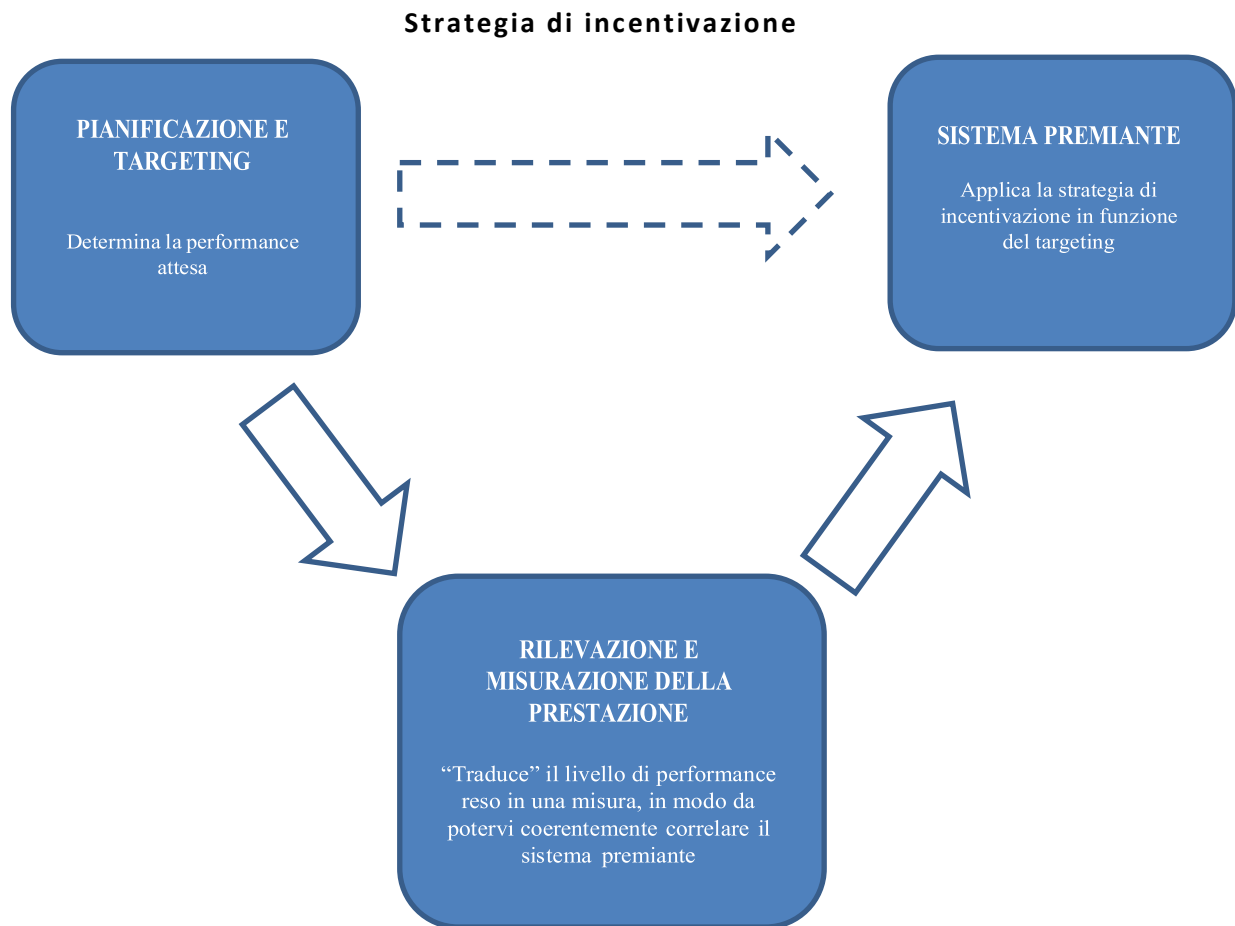 Strategia di incentivazione
PIANIFICAZIONE E
TARGETING
Determina la performance
attesa
SISTEMA PREMIANTE
Applica la strategia di
incentivazione in funzione
del targeting
RILEVAZIONE E
MISURAZIONE DELLA
PRESTAZIONE
“Traduce” il livello di performance
reso in una misura, in modo da
potervi coerentemente correlare il
sistema premiante